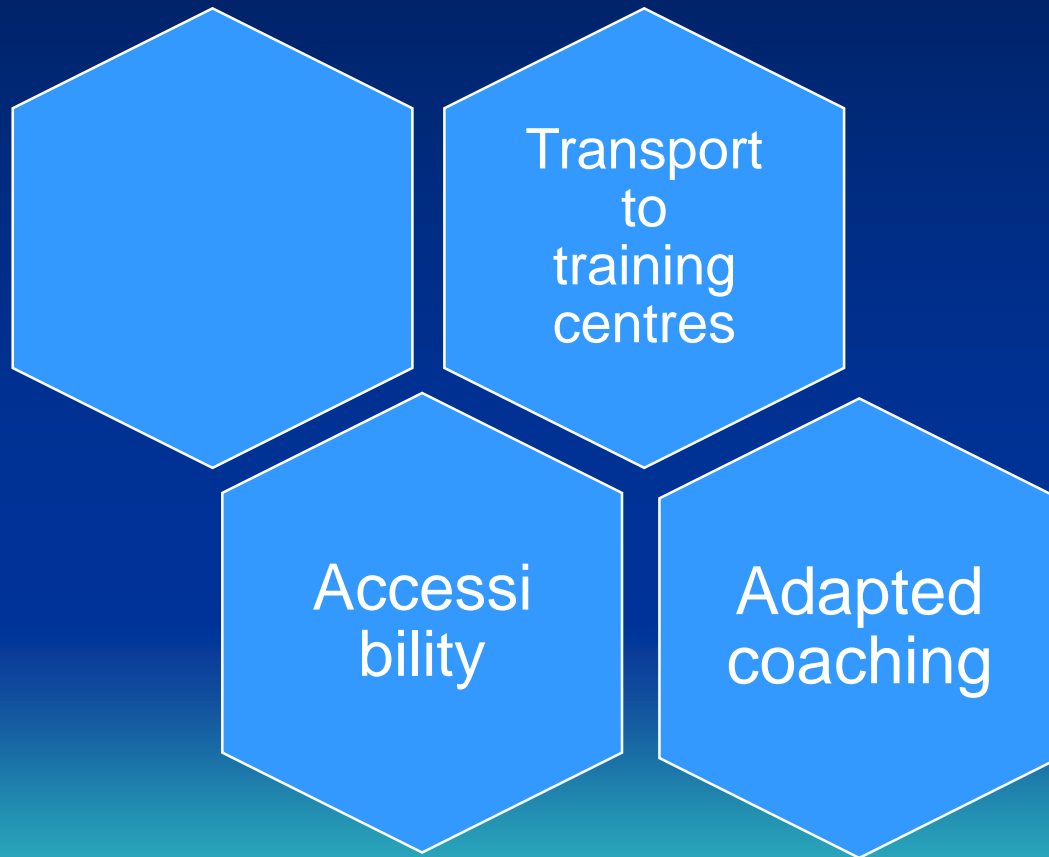 Transport
to
training
centres
Accessi
bility
Adapted
coaching